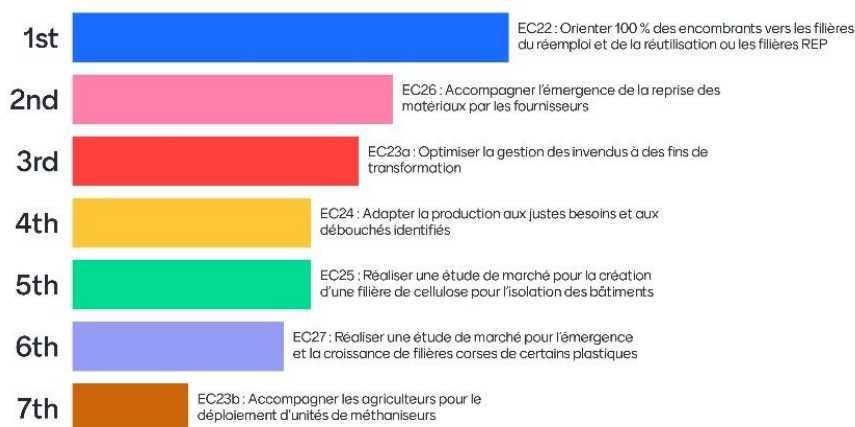 1st
EC22 : Orienter 100 % des encombrants vers les filières
du réemploi et de la réutilisation ou les filières REP
2nd
EC26 : Accompagner l'émergence de la reprise des
matériaux par les fournisseurs
3rd
EC23a : Optimiser la gestion des invendus à des fins de
transformation
4th
EC24 : Adapter la production aux justes besoins et aux
débouchés identifiés
5th
EC25 : Réaliser une étude de marché pour la création
d'une filière de cellulose pour l'isolation des bâtiments
6th
EC27 : Réaliser une étude de marché pour l'émergence
et la croissance de filières corses de certains plastiques
7th
EC23b : Accompagner les agriculteurs pour le
déploiement d'unités de méthaniseurs